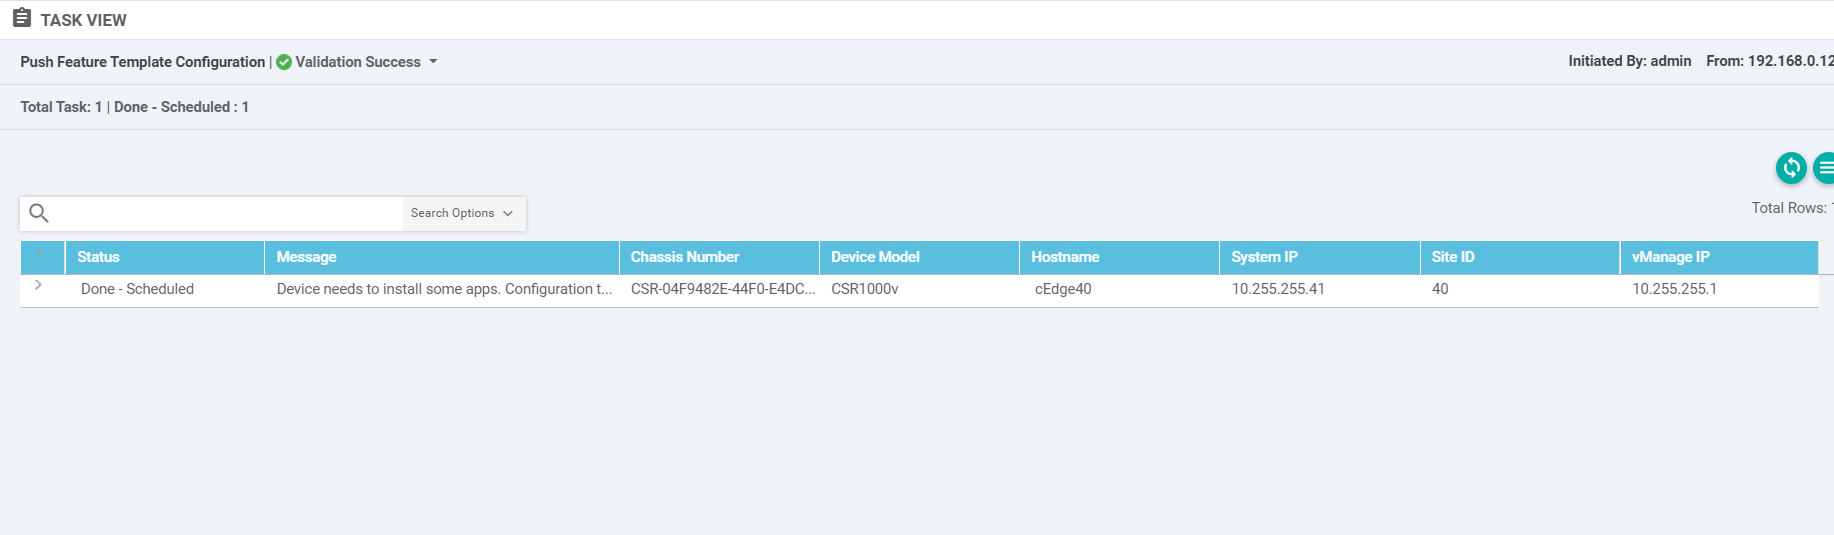 TASK VIEW
Push Feature Template Configuration | Validation Success
Initiated By: admin From: 192.168.0.12
Total Task: 1 | Done - Scheduled : 1
Search Options
Total Rows:
Status Message Chassis Number Device Model Hostname System IP Site ID vManage IP
Done - Scheduled Device needs to install some apps. Configuration t... CSR-04F9482E-44F0-E4DC... CSR1000v cEdge40 10.255.255.41 40 10.255.255.1